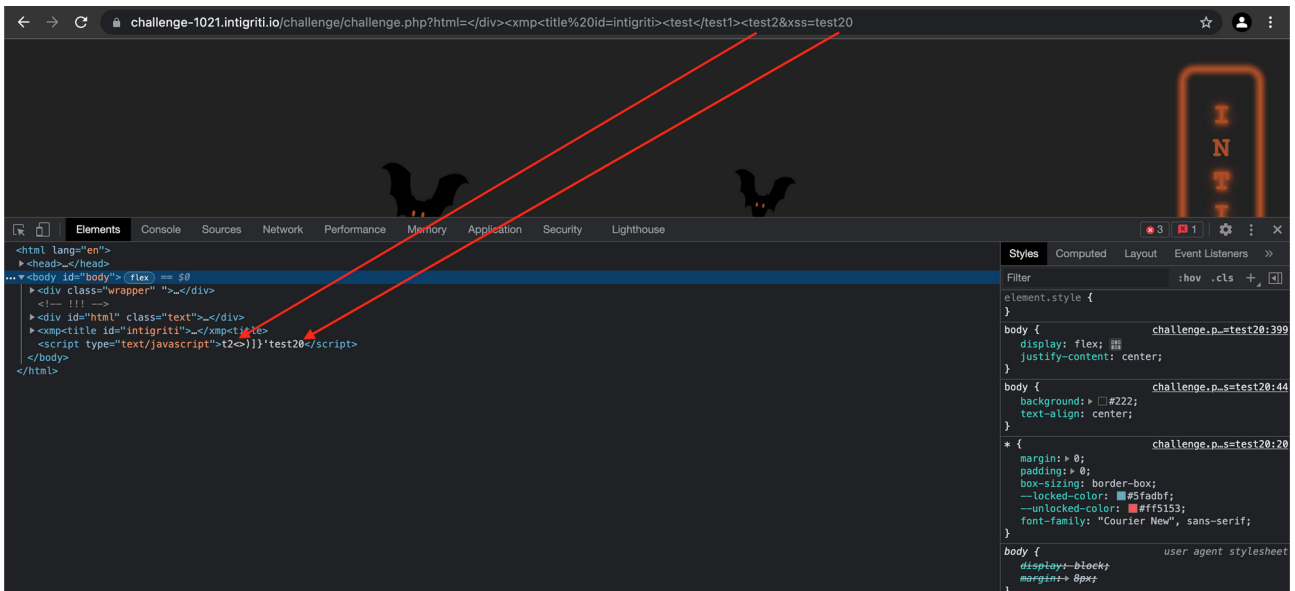 challenge-1021.intigriti.io/challenge/challenge.php?html=</div><xmp<title%20id=intigriti><test</test1><test2&xss=test20
I
N
T
I
Elements Console Sources Network Performance Memory Application Security Lighthouse 3 1
<html lang="en">
<head>…</head>
<body id="body"> flex == $0
<div class="wrapper ">…</div>
<!-- !!! -->
<div id="html" class="text">…</div>
<xmp<title id="intigriti">…</xmp<title>
<script type="text/javascript">t2<>)]}'test20</script>
</body>
</html>
Styles Computed Layout Event Listeners »
Filter :hov .cls +
element.style {
}
body { challenge.p…s=test20:399
display: flex;
justify-content: center;
}
body { challenge.p…s=test20:44
background: #222;
text-align: center;
}
* { challenge.p…s=test20:20
margin: 0;
padding: 0;
box-sizing: border-box;
--locked-color: #5fadbf;
--unlocked-color: #ff5153;
font-family: "Courier New", sans-serif;
}
body { user agent stylesheet
display: block;
margin: 8px;
}